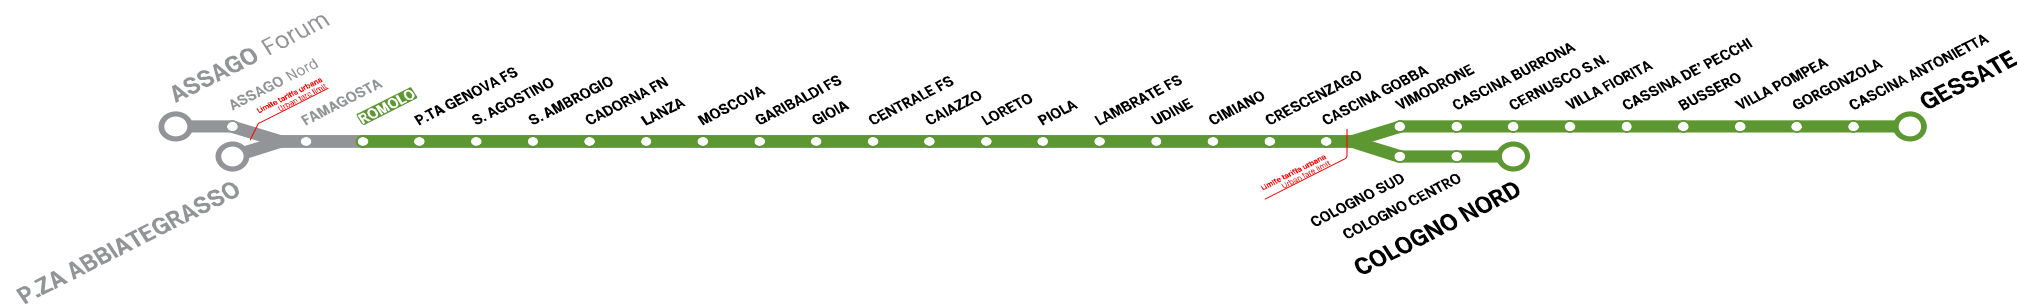 ASSAGO Forum
ASSAGO Nord
Limite tariffa urbana
Urban fare limit
P.ZA ABBIATEGRASSO
FAMAGOSTA
ROMOLO
P.TA GENOVA FS
S. AGOSTINO
S. AMBROGIO
CADORNA FN
LANZA
MOSCOVA
GARIBALDI FS
GIOIA
CENTRALE FS
CAIAZZO
LORETO
PIOLA
LAMBRATE FS
UDINE
CIMIANO
CRESCENZAGO
CASCINA GOBBA
Limite tariffa urbana
Urban fare limit
VIMODRONE
CASCINA BURRONA
CERNUSCO S.N.
VILLA FIORITA
CASSINA DE' PECCHI
BUSSERO
VILLA POMPEA
GORGONZOLA
CASCINA ANTONIETTA
GESSATE
COLOGNO SUD
COLOGNO CENTRO
COLOGNO NORD